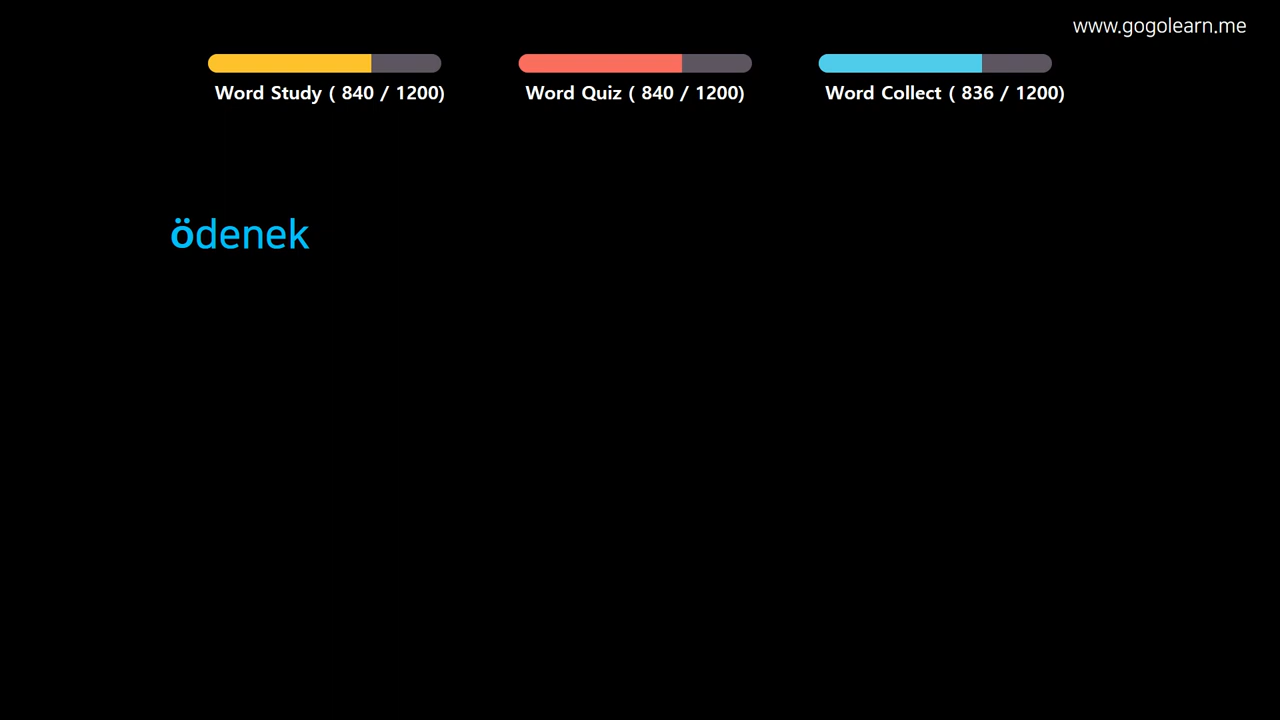 www.gogolearn.me
Word Study ( 840 / 1200)
Word Quiz ( 840 / 1200)
Word Collect ( 836 / 1200)
ödenek